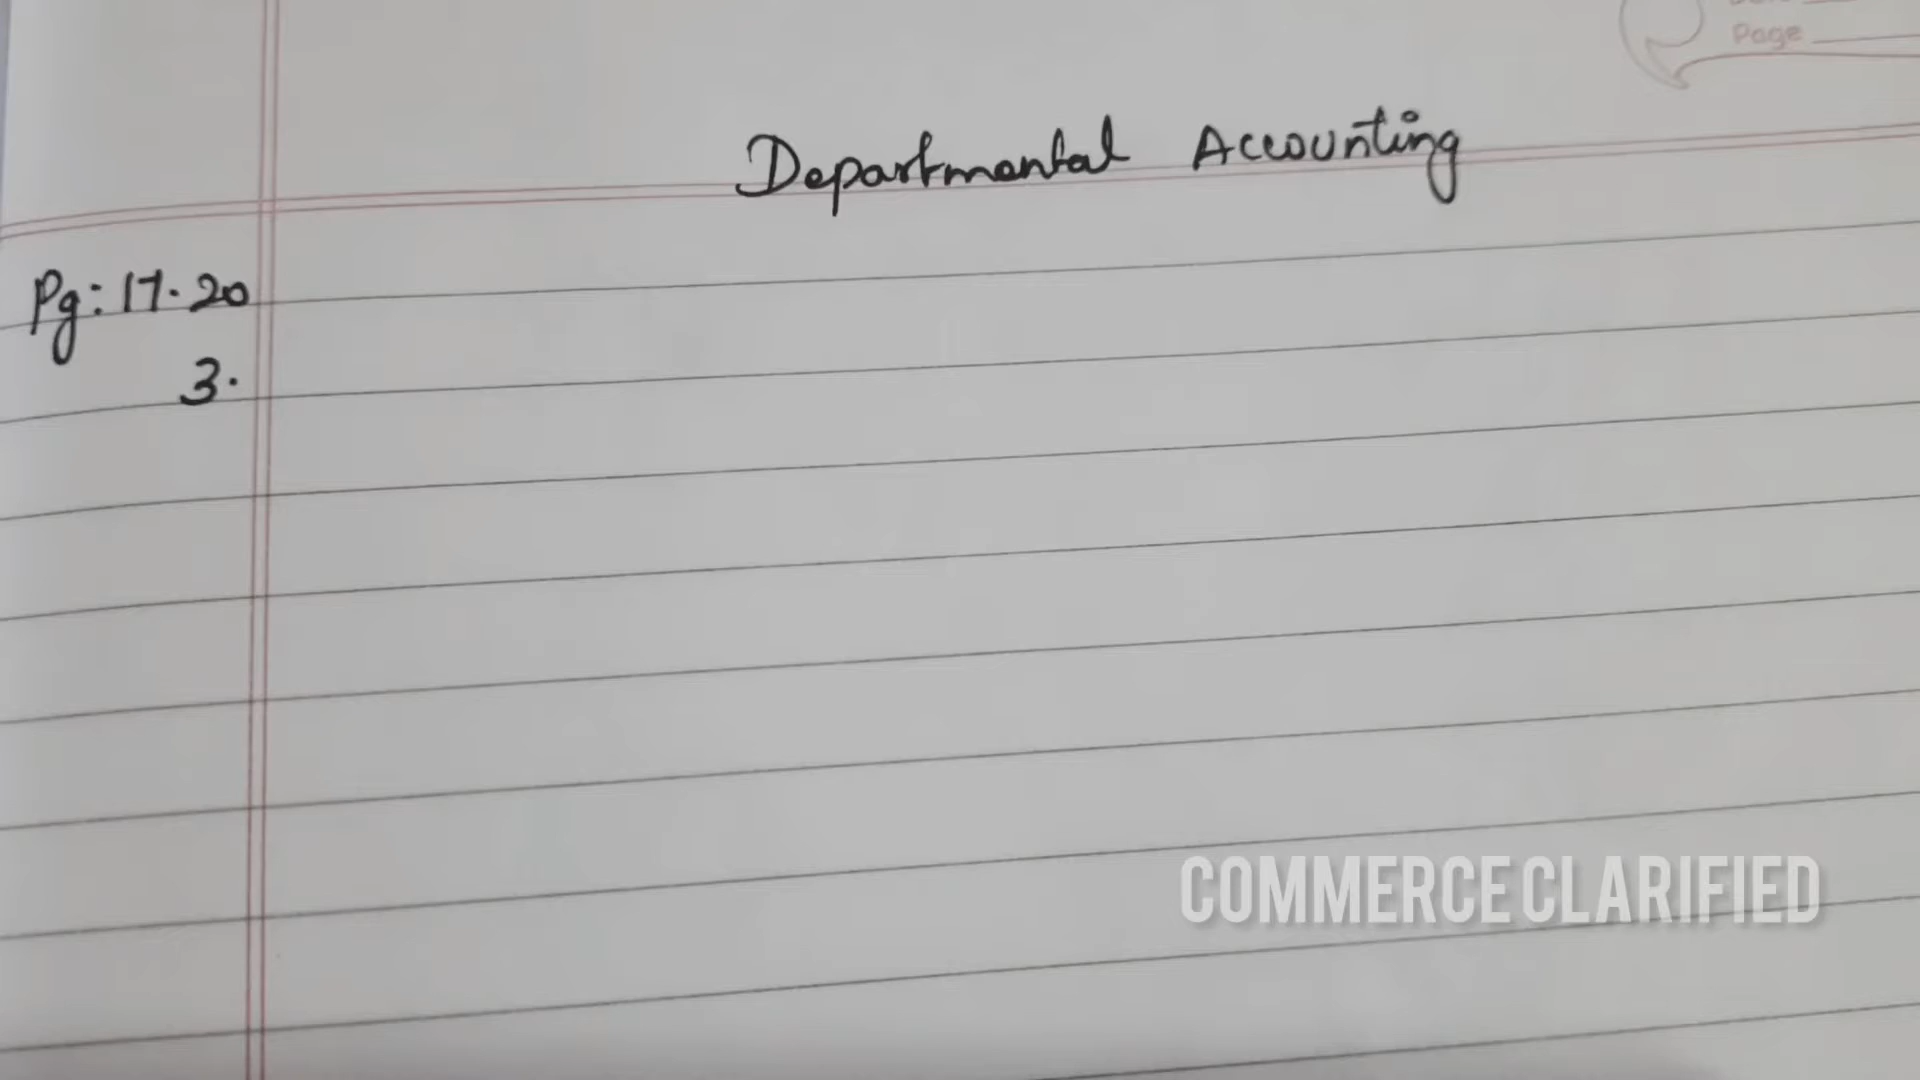 Page
Departmental Accounting
Pg: 17.20
3.
COMMERCE CLARIFIED